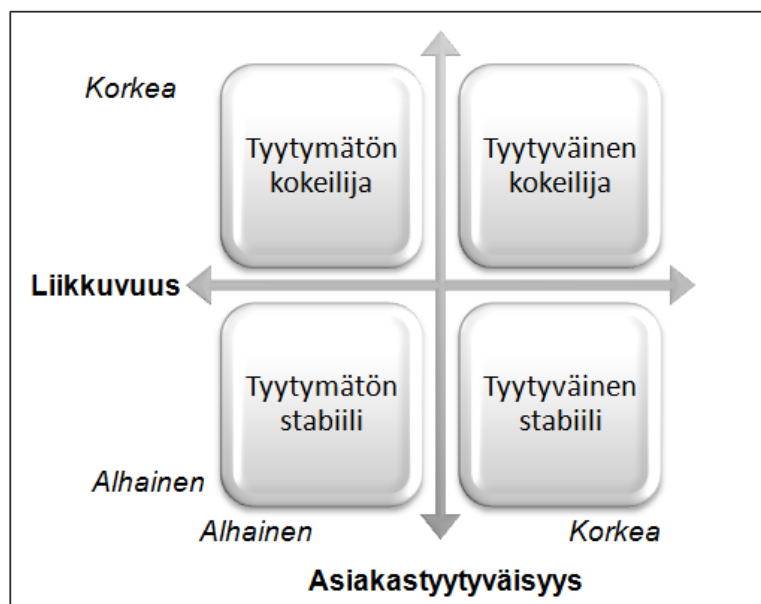 Korkea
Tyytymätön
kokeilija
Tyytyväinen
kokeilija
Liikkuvuus
Tyytymätön
stabiili
Tyytyväinen
stabiili
Alhainen
Alhainen
Korkea
Asiakastyytyväisyys